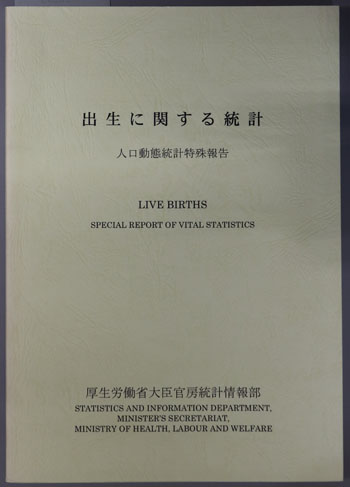 出生に関する統計
人口動態統計特殊報告
LIVE BIRTHS
SPECIAL REPORT OF VITAL STATISTICS
厚生労働省大臣官房統計情報部
STATISTICS AND INFORMATION DEPARTMENT,
MINISTER'S SECRETARIAT,
MINISTRY OF HEALTH, LABOUR AND WELFARE